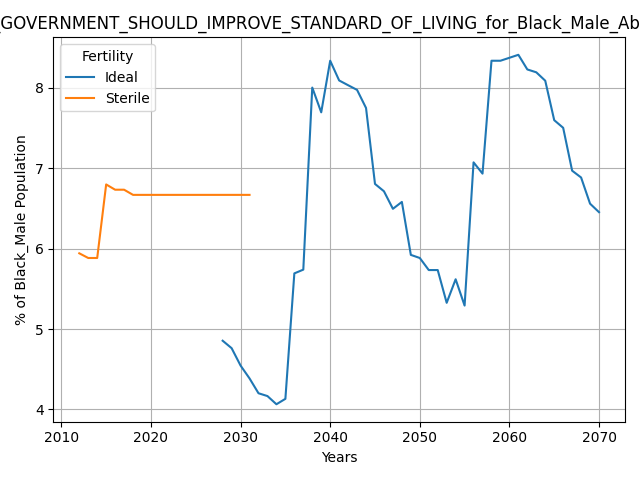 _GOVERNMENT_SHOULD_IMPROVE_STANDARD_OF_LIVING_for_Black_Male_Ab
Fertility
Ideal
Sterile
% of Black_Male Population
8
7
6
5
4
2010 2020 2030 2040 2050 2060 2070
Years